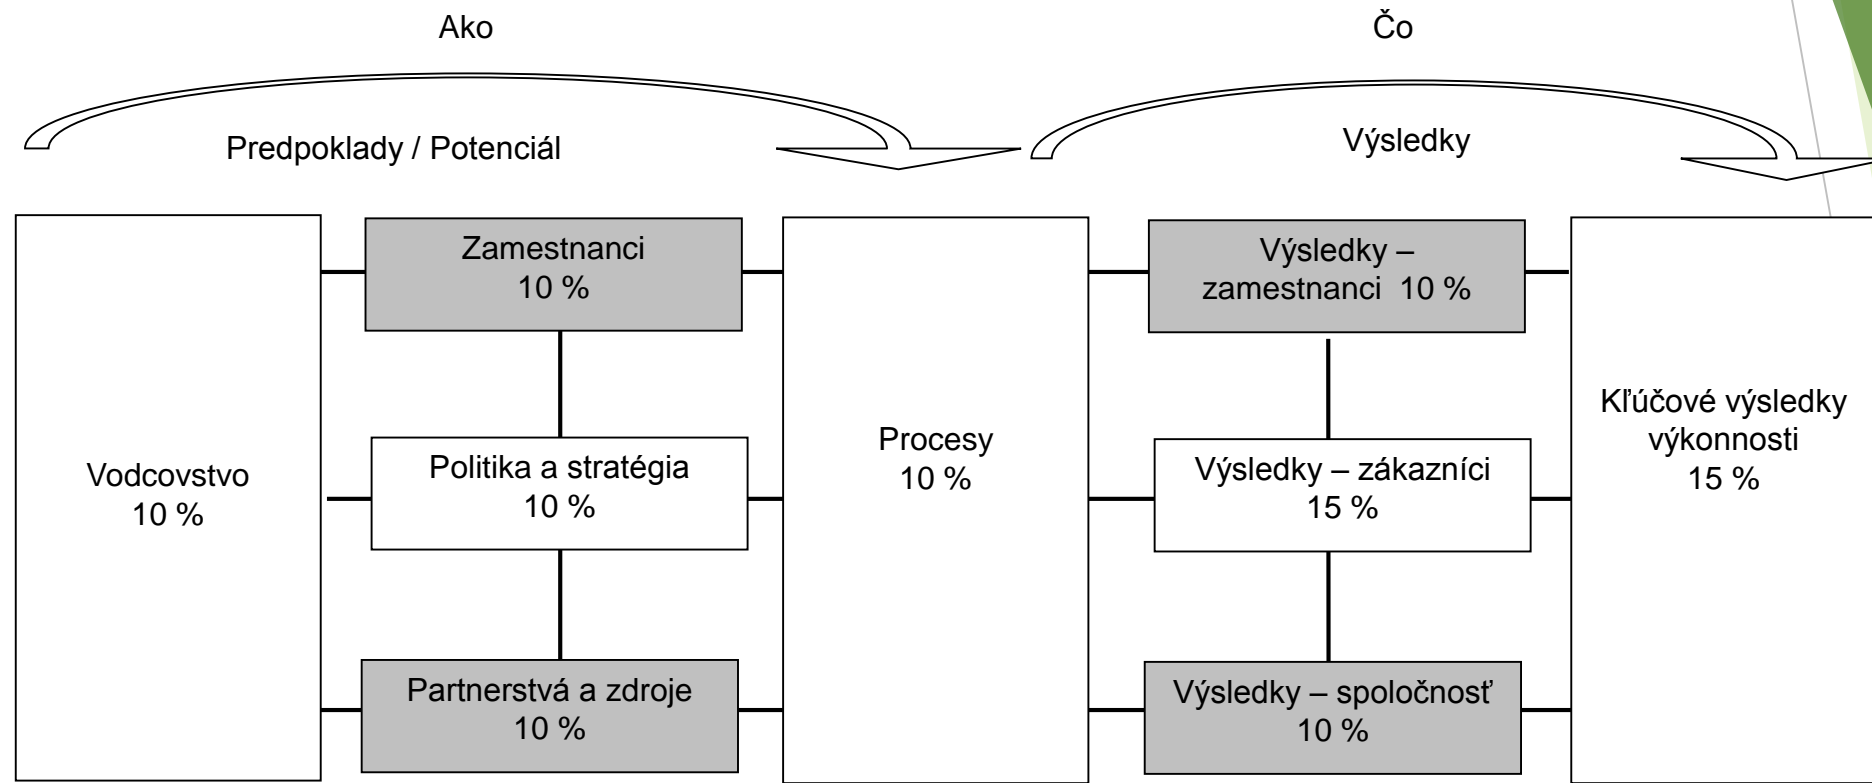 Ako
Čo
Predpoklady / Potenciál
Výsledky
Vodcovstvo
10 %
Zamestnanci
10 %
Politika a stratégia
10 %
Partnerstvá a zdroje
10 %
Procesy
10 %
Výsledky –
zamestnanci 10 %
Výsledky – zákazníci
15 %
Výsledky – spoločnosť
10 %
Kľúčové výsledky
výkonnosti
15 %